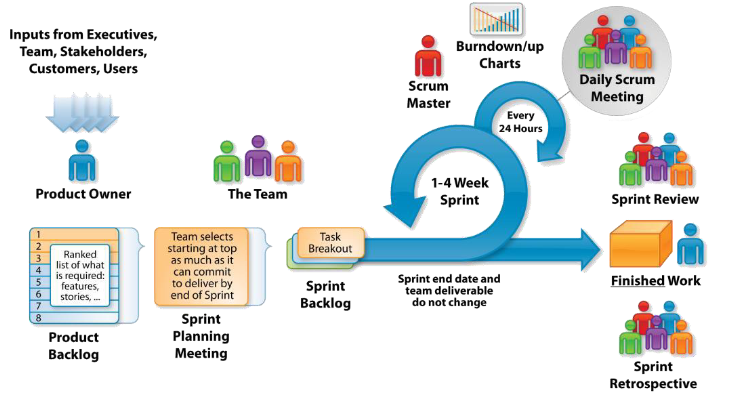 Inputs from Executives,
Team, Stakeholders,
Customers, Users
Product Owner
The Team
Scrum
Master
Burndown/up
Charts
Daily Scrum
Meeting
Every
24 Hours
1-4 Week
Sprint
Sprint Review
1
2
3
4
5
6
7
8
Ranked
list of what
is required:
features,
stories, ...
Product
Backlog
Team selects
starting at top
as much as it
can commit
to deliver by
end of Sprint
Sprint
Planning
Meeting
Task
Breakout
Sprint
Backlog
Sprint end date and
team deliverable
do not change
Finished Work
Sprint
Retrospective